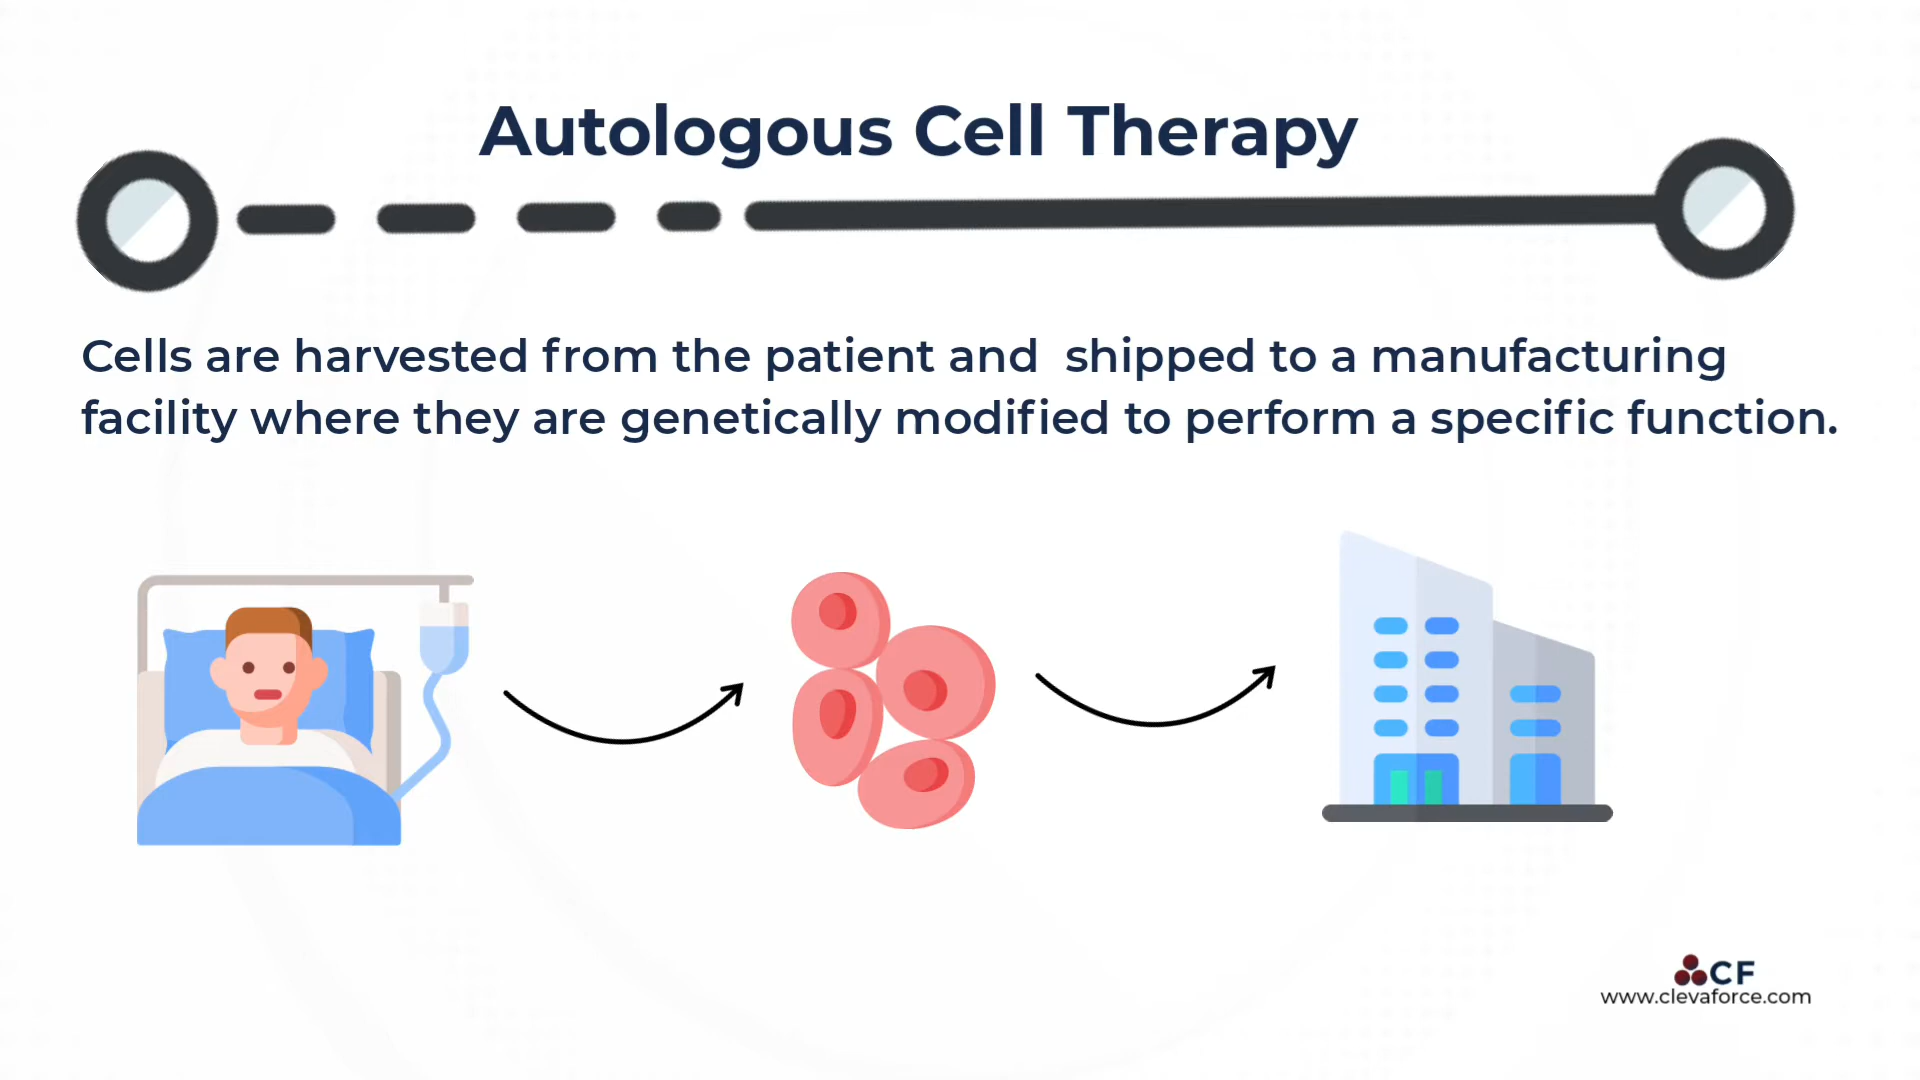 Autologous Cell Therapy
Cells are harvested from the patient and  shipped to a manufacturing
facility where they are genetically modified to perform a specific function.
CF
www.clevaforce.com